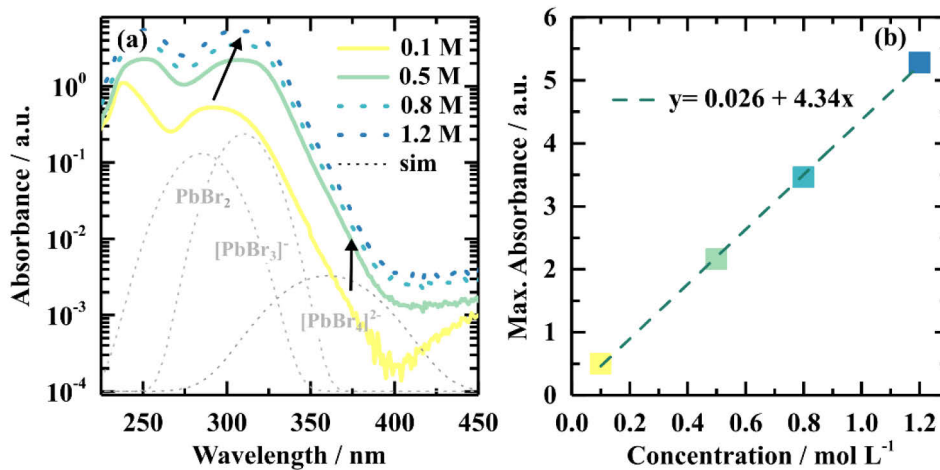 (a)
0.1 M
0.5 M
0.8 M
1.2 M
sim
PbBr₂
[PbBr₃]⁻
[PbBr₄]²⁻
Absorbance / a.u.
10⁰
10⁻¹
10⁻²
10⁻³
10⁻⁴
250 300 350 400 450
Wavelength / nm
(b)
y= 0.026 + 4.34x
Max. Absorbance / a.u.
6
5
4
3
2
1
0
0.0 0.2 0.4 0.6 0.8 1.0 1.2
Concentration / mol L⁻¹